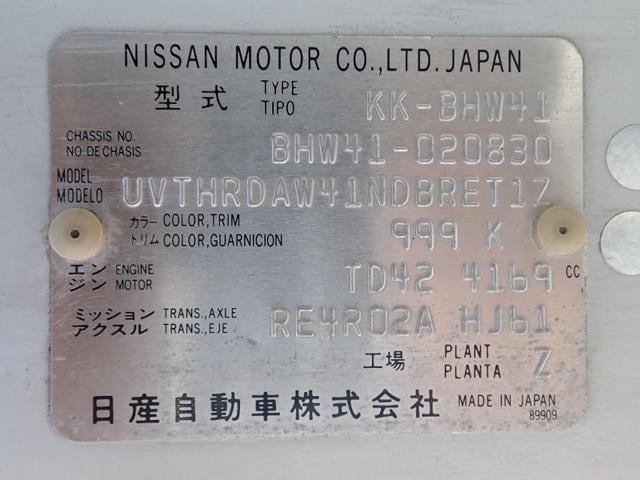 NISSAN MOTOR CO.,LTD. JAPAN
型式 TYPE TIPO KK-BHW41
CHASSIS NO. NO. DE CHASIS BHW41-020830
MODEL MODELO UVTHRDAW41NDBRET1Z
カラー COLOR,TRIM
トリム COLOR,GUARNICION 999 K
エンジン ENGINE MOTOR TD42 4169 CC
ミッション TRANS.,AXLE
アクスル TRANS.,EJE RE4R02A HJ61
工場 PLANT PLANTA Z
日産自動車株式会社 MADE IN JAPAN
89909